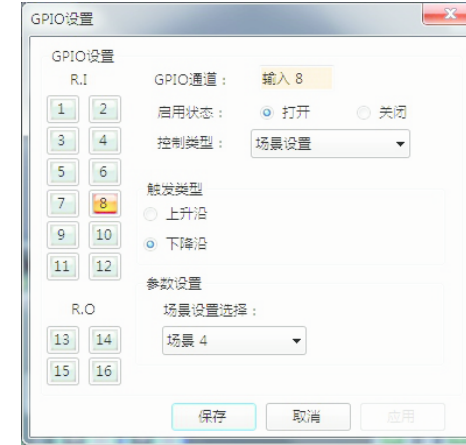 GPIO设置
GPIO设置
R.I
1 2
3 4
5 6
7 8
9 10
11 12
R.O
13 14
15 16
GPIO通道： 输入 8
启用状态： 打开 关闭
控制类型： 场景设置
触发类型
上升沿
下降沿
参数设置
场景设置选择：
场景 4
保存 取消 应用